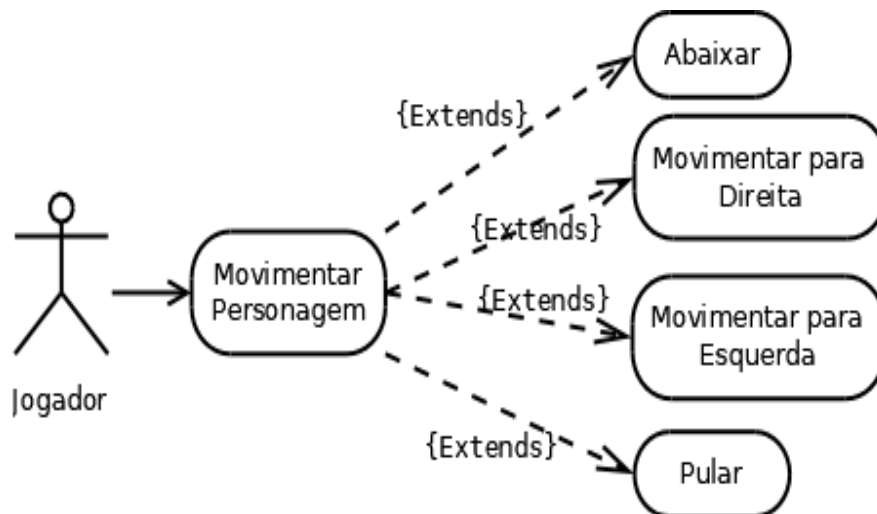 Abaixar
{Extends}
Movimentar para
Direita
{Extends}
Movimentar
Personagem
{Extends}
Movimentar para
Esquerda
Jogador
{Extends}
Pular